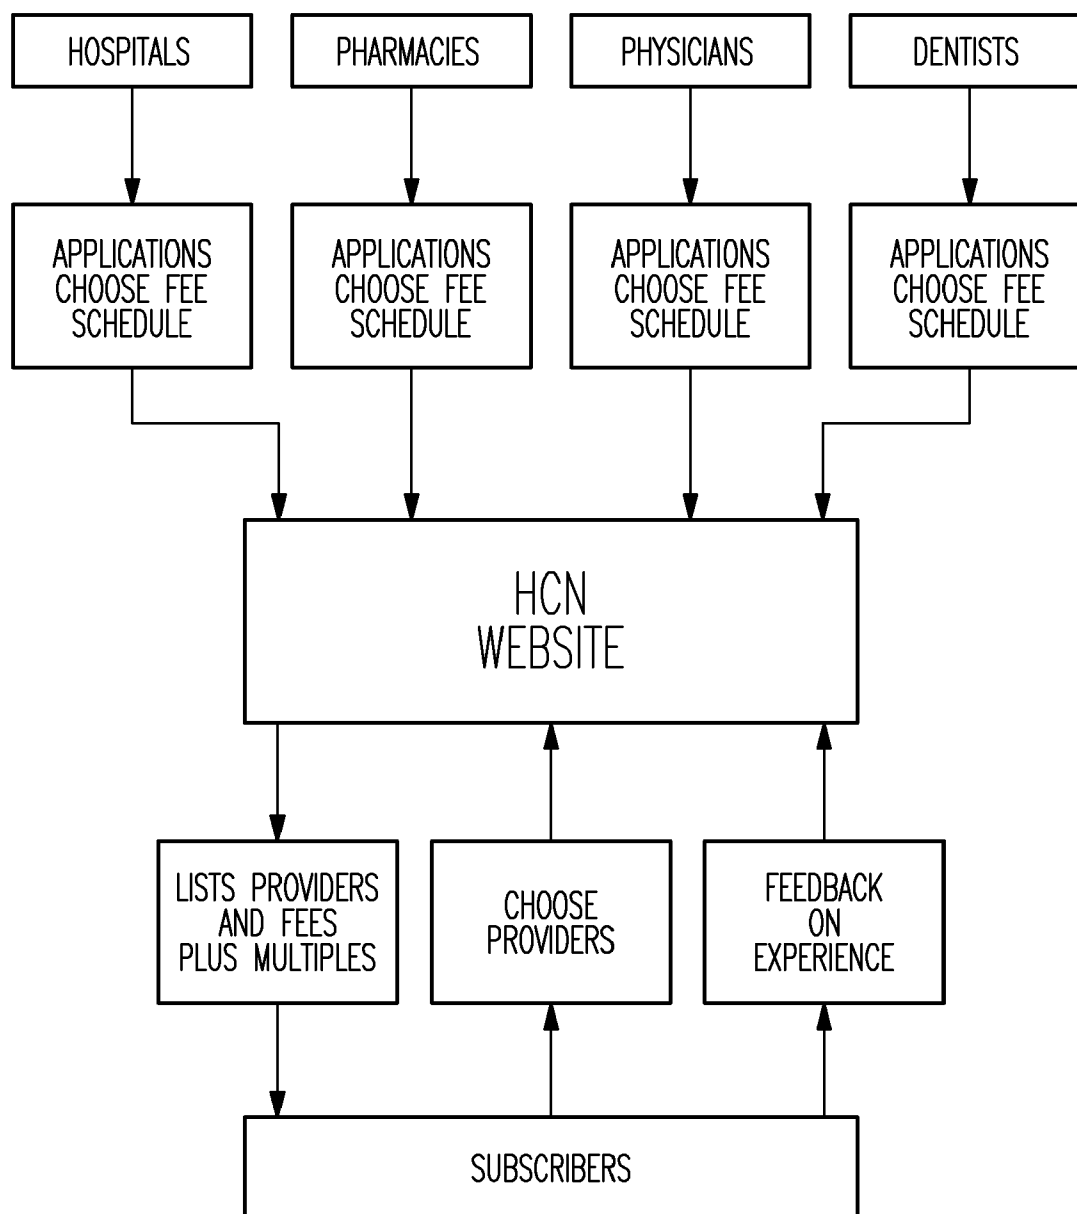 HOSPITALS
PHARMACIES
PHYSICIANS
DENTISTS
APPLICATIONS
CHOOSE FEE
SCHEDULE
APPLICATIONS
CHOOSE FEE
SCHEDULE
APPLICATIONS
CHOOSE FEE
SCHEDULE
APPLICATIONS
CHOOSE FEE
SCHEDULE
HCN
WEBSITE
LISTS PROVIDERS
AND FEES
PLUS MULTIPLES
CHOOSE
PROVIDERS
FEEDBACK
ON
EXPERIENCE
SUBSCRIBERS